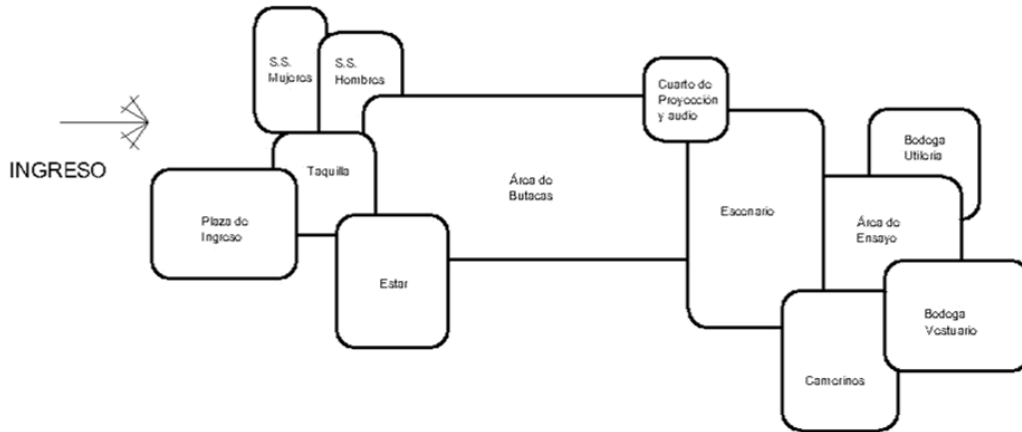 S.S.
Mujeres
S.S.
Hombres
Cuarto de
Proyección
y audio
INGRESO
Taquilla
Bodega
Utilería
Plaza de
Ingreso
Área de
Butacas
Escenario
Área de
Ensayo
Estar
Bodega
Vestuario
Camerinos